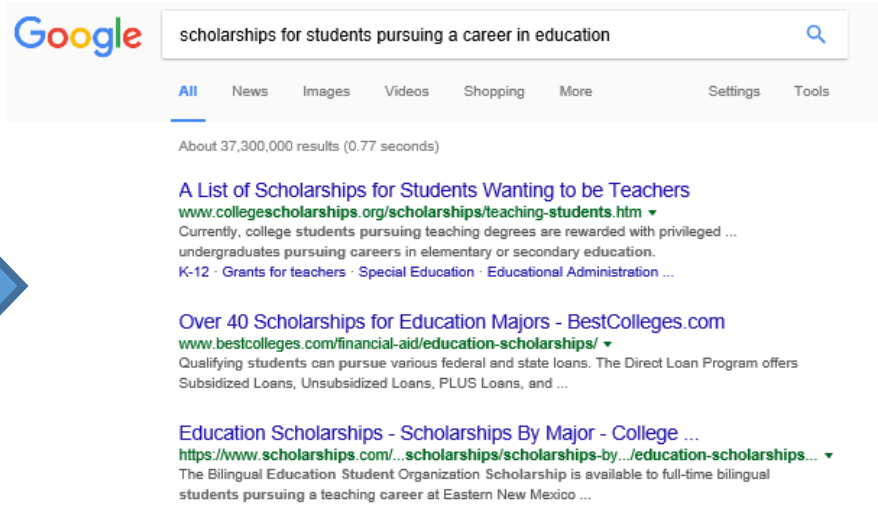 Google scholarships for students pursuing a career in education
All News Images Videos Shopping More Settings Tools
About 37,300,000 results (0.77 seconds)
A List of Scholarships for Students Wanting to be Teachers
www.collegescholarships.org/scholarships/teaching-students.htm
Currently, college students pursuing teaching degrees are rewarded with privileged ...
undergraduates pursuing careers in elementary or secondary education.
K-12 · Grants for teachers · Special Education · Educational Administration ...
Over 40 Scholarships for Education Majors - BestColleges.com
www.bestcolleges.com/financial-aid/education-scholarships/
Qualifying students can pursue various federal and state loans. The Direct Loan Program offers
Subsidized Loans, Unsubsidized Loans, PLUS Loans, and ...
Education Scholarships - Scholarships By Major - College ...
https://www.scholarships.com/...scholarships/scholarships-by.../education-scholarships...
The Bilingual Education Student Organization Scholarship is available to full-time bilingual
students pursuing a teaching career at Eastern New Mexico ...